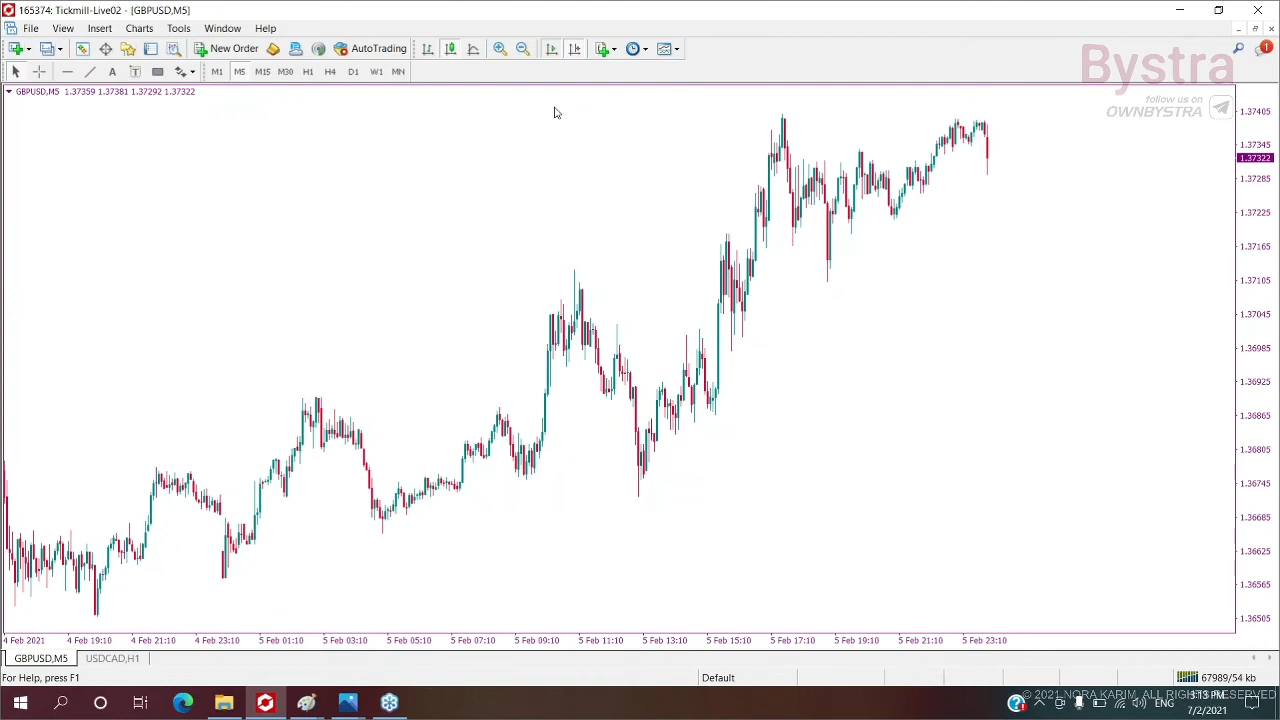 165374: Tickmill-Live02 - [GBPUSD,M5]
File View Insert Charts Tools Window Help
New Order AutoTrading
1
Bystra
M1 M5 M15 M30 H1 H4 D1 W1 MN
GBPUSD,M5 1.37359 1.37381 1.37292 1.37322
follow us on
OWNBYSTRA
1.37405
1.37345
1.37322
1.37285
1.37225
1.37165
1.37105
1.37045
1.36985
1.36925
1.36865
1.36805
1.36745
1.36685
1.36625
1.36565
1.36505
4 Feb 2021 4 Feb 19:10 4 Feb 21:10 4 Feb 23:10 5 Feb 01:10 5 Feb 03:10 5 Feb 05:10 5 Feb 07:10 5 Feb 09:10 5 Feb 11:10 5 Feb 13:10 5 Feb 15:10 5 Feb 17:10 5 Feb 19:10 5 Feb 21:10 5 Feb 23:10
GBPUSD,M5 USDCAD,H1
For Help, press F1 Default 67989/54 kb
© 2021 NORA KARIM. ALL RIGHTS RESERVED
ENG 3:13 PM
7/2/2021